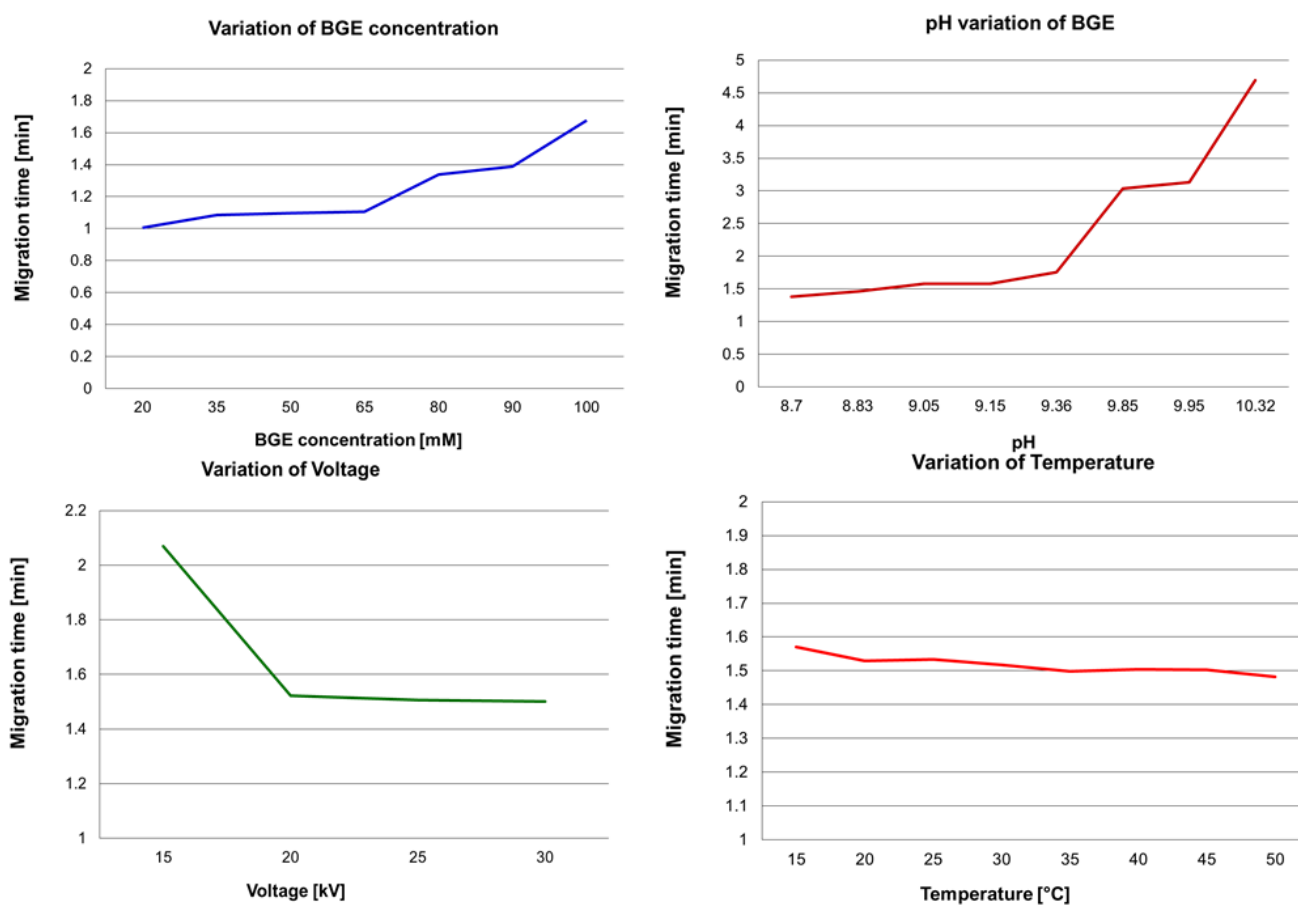 Variation of BGE concentration
Migration time [min]
2
1.8
1.6
1.4
1.2
1
0.8
0.6
0.4
0.2
0
20 35 50 65 80 90 100
BGE concentration [mM]
pH variation of BGE
Migration time [min]
5
4.5
4
3.5
3
2.5
2
1.5
1
0.5
0
8.7 8.83 9.05 9.15 9.36 9.85 9.95 10.32
pH
Variation of Voltage
Migration time [min]
2.2
2
1.8
1.6
1.4
1.2
1
15 20 25 30
Voltage [kV]
Variation of Temperature
Migration time [min]
2
1.9
1.8
1.7
1.6
1.5
1.4
1.3
1.2
1.1
1
15 20 25 30 35 40 45 50
Temperature [°C]